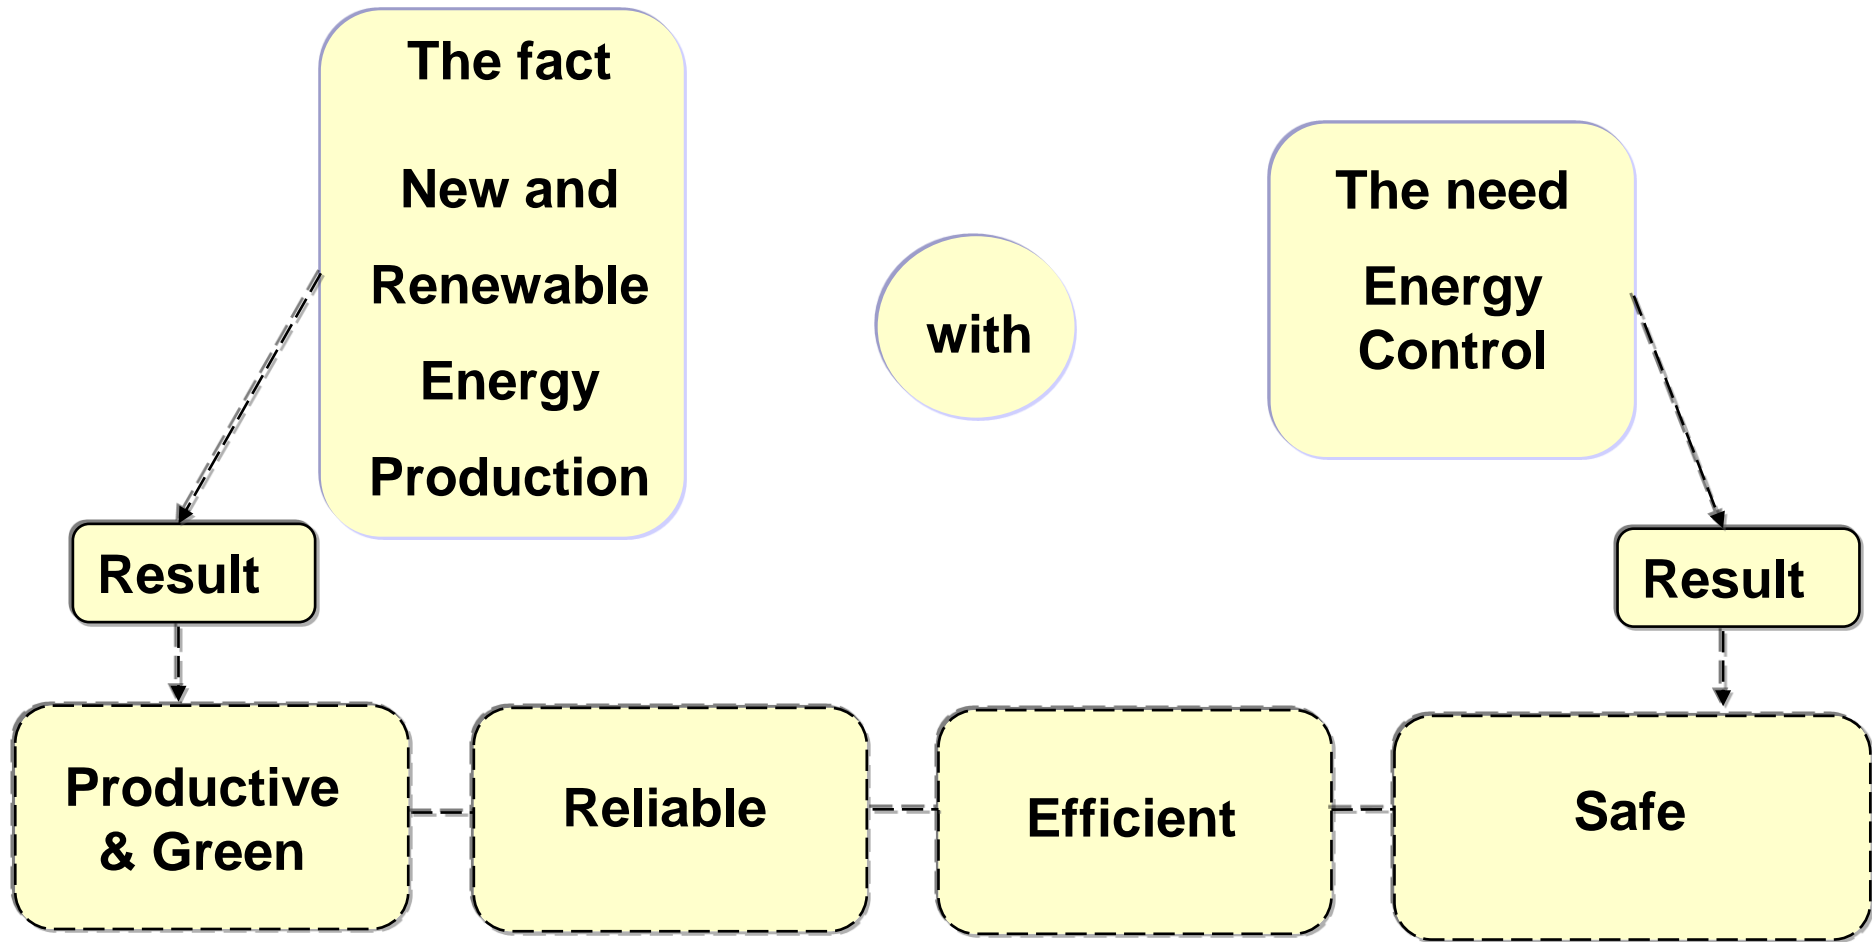 The fact
New and
Renewable
Energy
Production
with
The need
Energy
Control
Result
Result
Productive
& Green
Reliable
Efficient
Safe